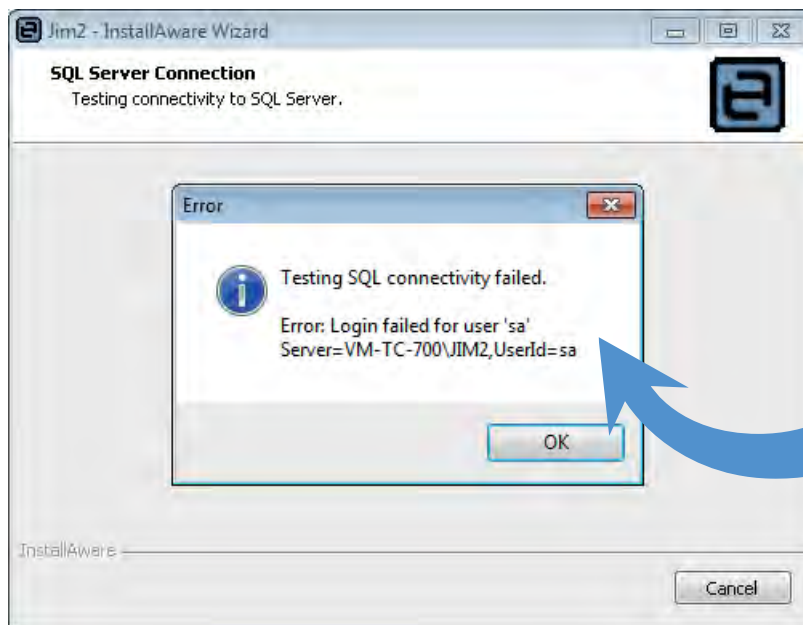 Jim2 - InstallAware Wizard
SQL Server Connection
Testing connectivity to SQL Server.
Error
Testing SQL connectivity failed.
Error: Login failed for user 'sa'
Server=VM-TC-700\JIM2,UserId=sa
OK
InstallAware
Cancel